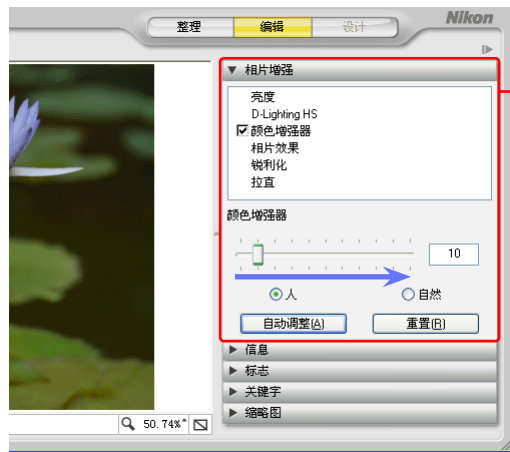 整理 编辑 设计 Nikon
相片增强
亮度
D-Lighting HS
颜色增强器
相片效果
锐利化
拉直
颜色增强器
10
人 自然
自动调整(A) 重置(R)
信息
标志
关键字
50.74% 缩略图